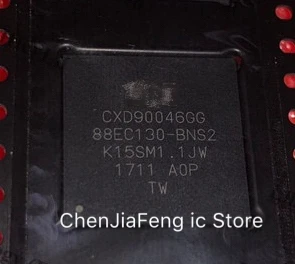 CXD90046GG
88EC130-BNS2
K15SM1.1JW
1711 A0P
TW
ChenJiaFeng ic Store